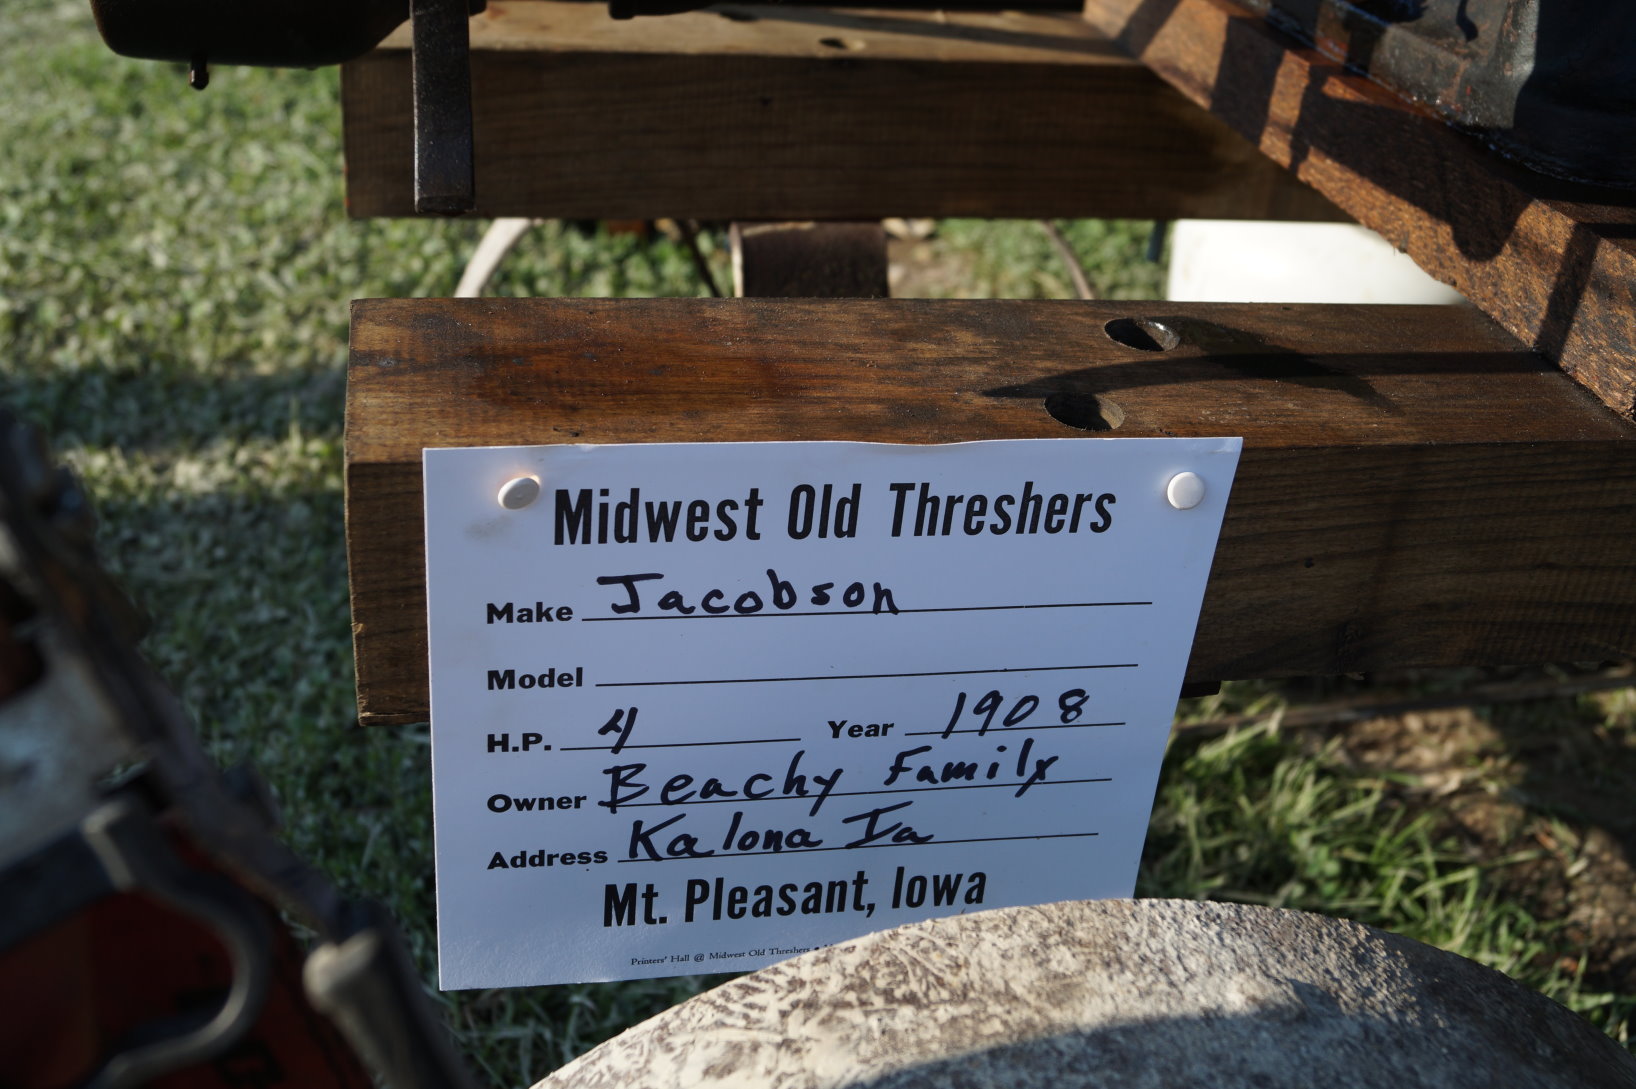 Midwest Old Threshers
Make Jacobson
Model
H.P. 4 Year 1908
Owner Beachy Family
Address Kalona Ia
Mt. Pleasant, Iowa
Printers' Hall @ Midwest Old Threshers